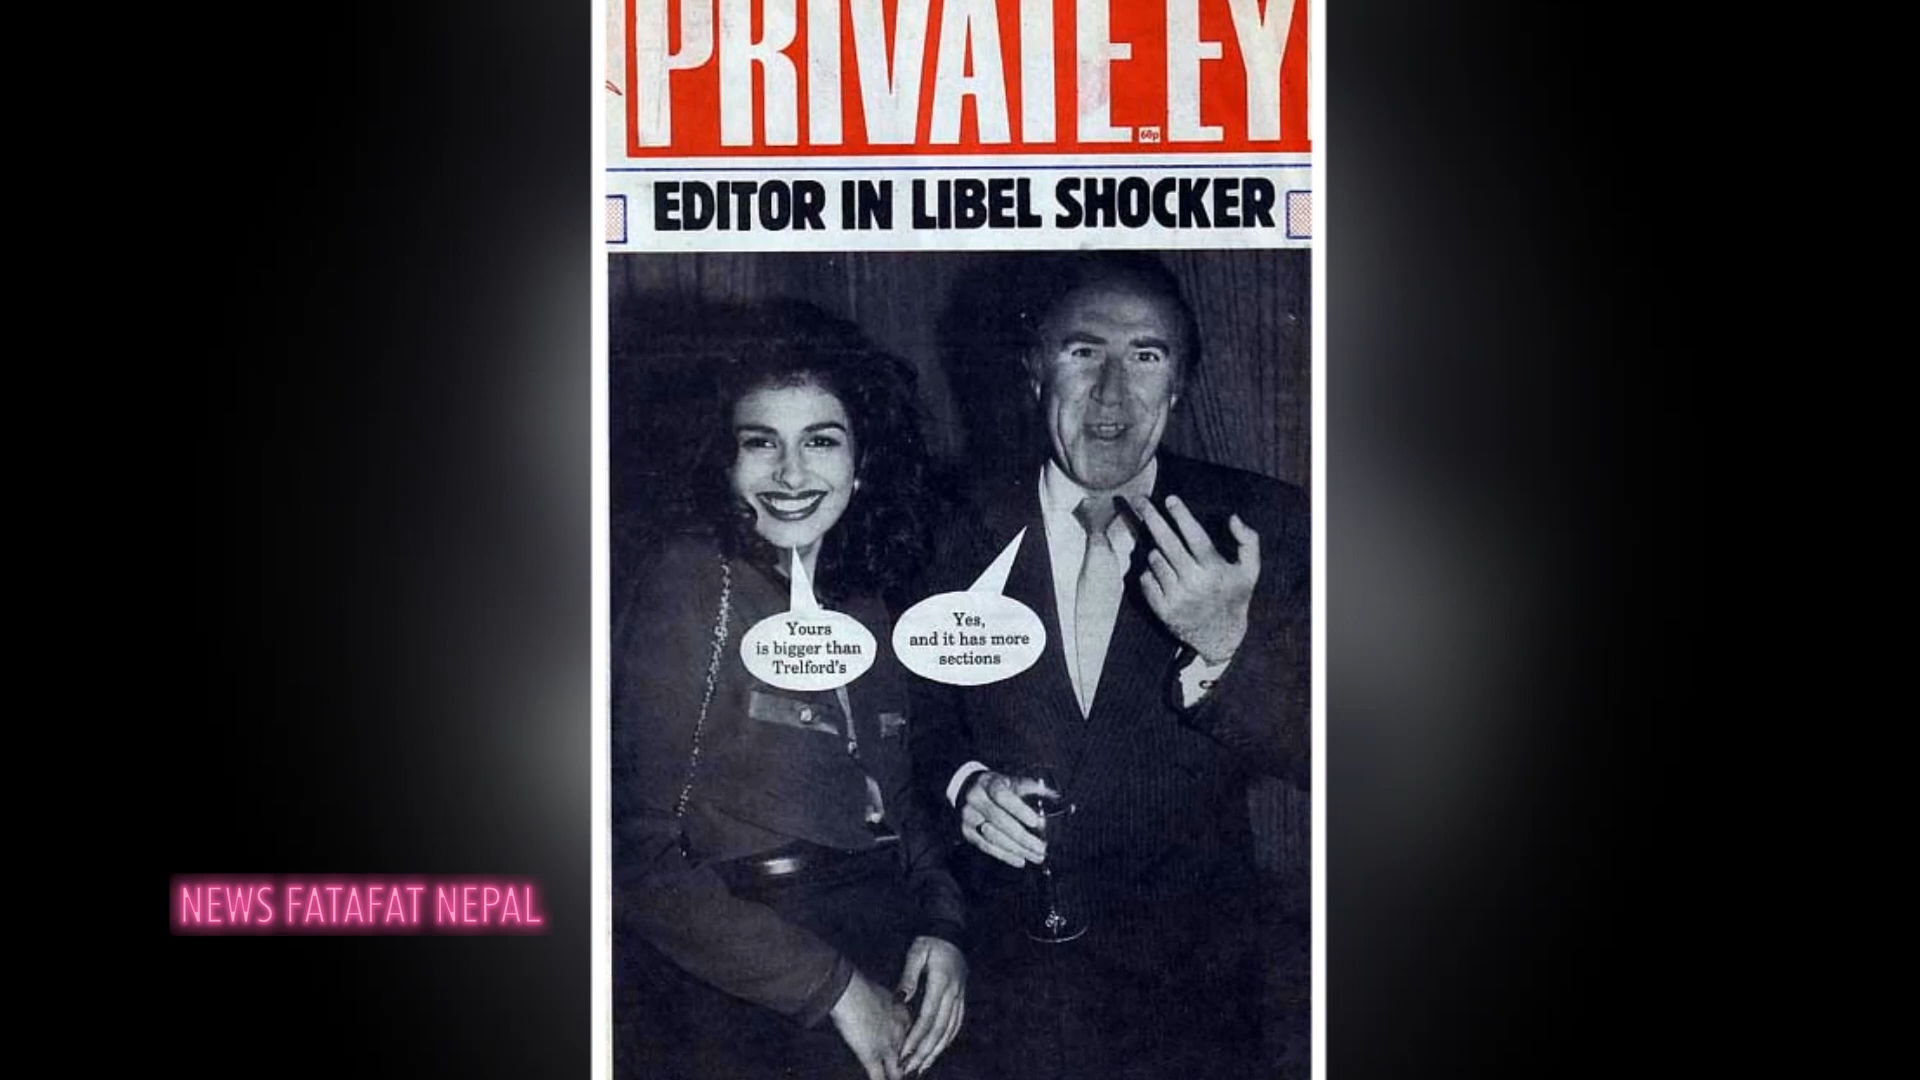 PRIVATE EY
60p
EDITOR IN LIBEL SHOCKER
Yours
is bigger than
Trelford's
Yes,
and it has more
sections
NEWS FATAFAT NEPAL